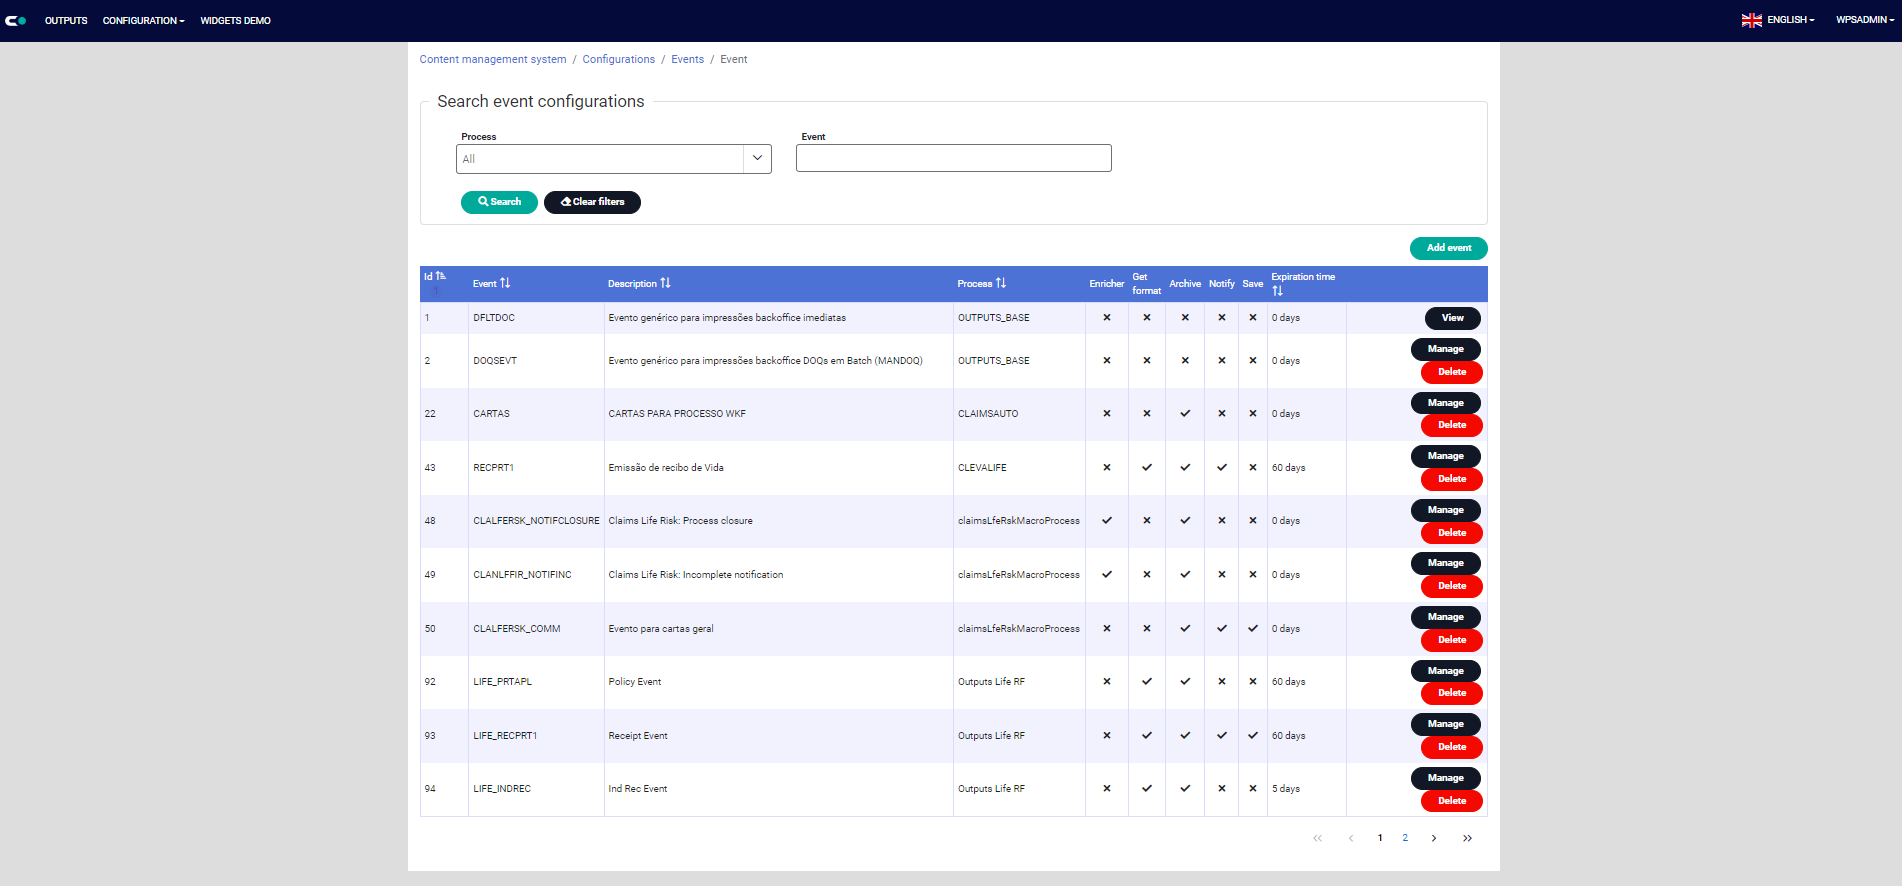 OUTPUTS CONFIGURATION WIDGETS DEMO ENGLISH WPSADMIN
Content management system / Configurations / Events / Event
Search event configurations
Process Event
All
Search Clear filters
Add event
Id Event Description Process Enricher Get format Archive Notify Save Expiration time
1
1 DFLTDOC Evento genérico para impressões backoffice imediatas OUTPUTS_BASE 0 days View
2 DOQSEVT Evento genérico para impressões backoffice DOQs em Batch (MANDOQ) OUTPUTS_BASE 0 days Manage
Delete
22 CARTAS CARTAS PARA PROCESSO WKF CLAIMSAUTO 0 days Manage
Delete
43 RECPRT1 Emissão de recibo de Vida CLEVALIFE 60 days Manage
Delete
48 CLALFERSK_NOTIFCLOSURE Claims Life Risk: Process closure claimsLfeRskMacroProcess 0 days Manage
Delete
49 CLANLFFIR_NOTIFINC Claims Life Risk: Incomplete notification claimsLfeRskMacroProcess 0 days Manage
Delete
50 CLALFERSK_COMM Evento para cartas geral claimsLfeRskMacroProcess 0 days Manage
Delete
92 LIFE_PRTAPL Policy Event Outputs Life RF 60 days Manage
Delete
93 LIFE_RECPRT1 Receipt Event Outputs Life RF 60 days Manage
Delete
94 LIFE_INDREC Ind Rec Event Outputs Life RF 5 days Manage
Delete
1 2